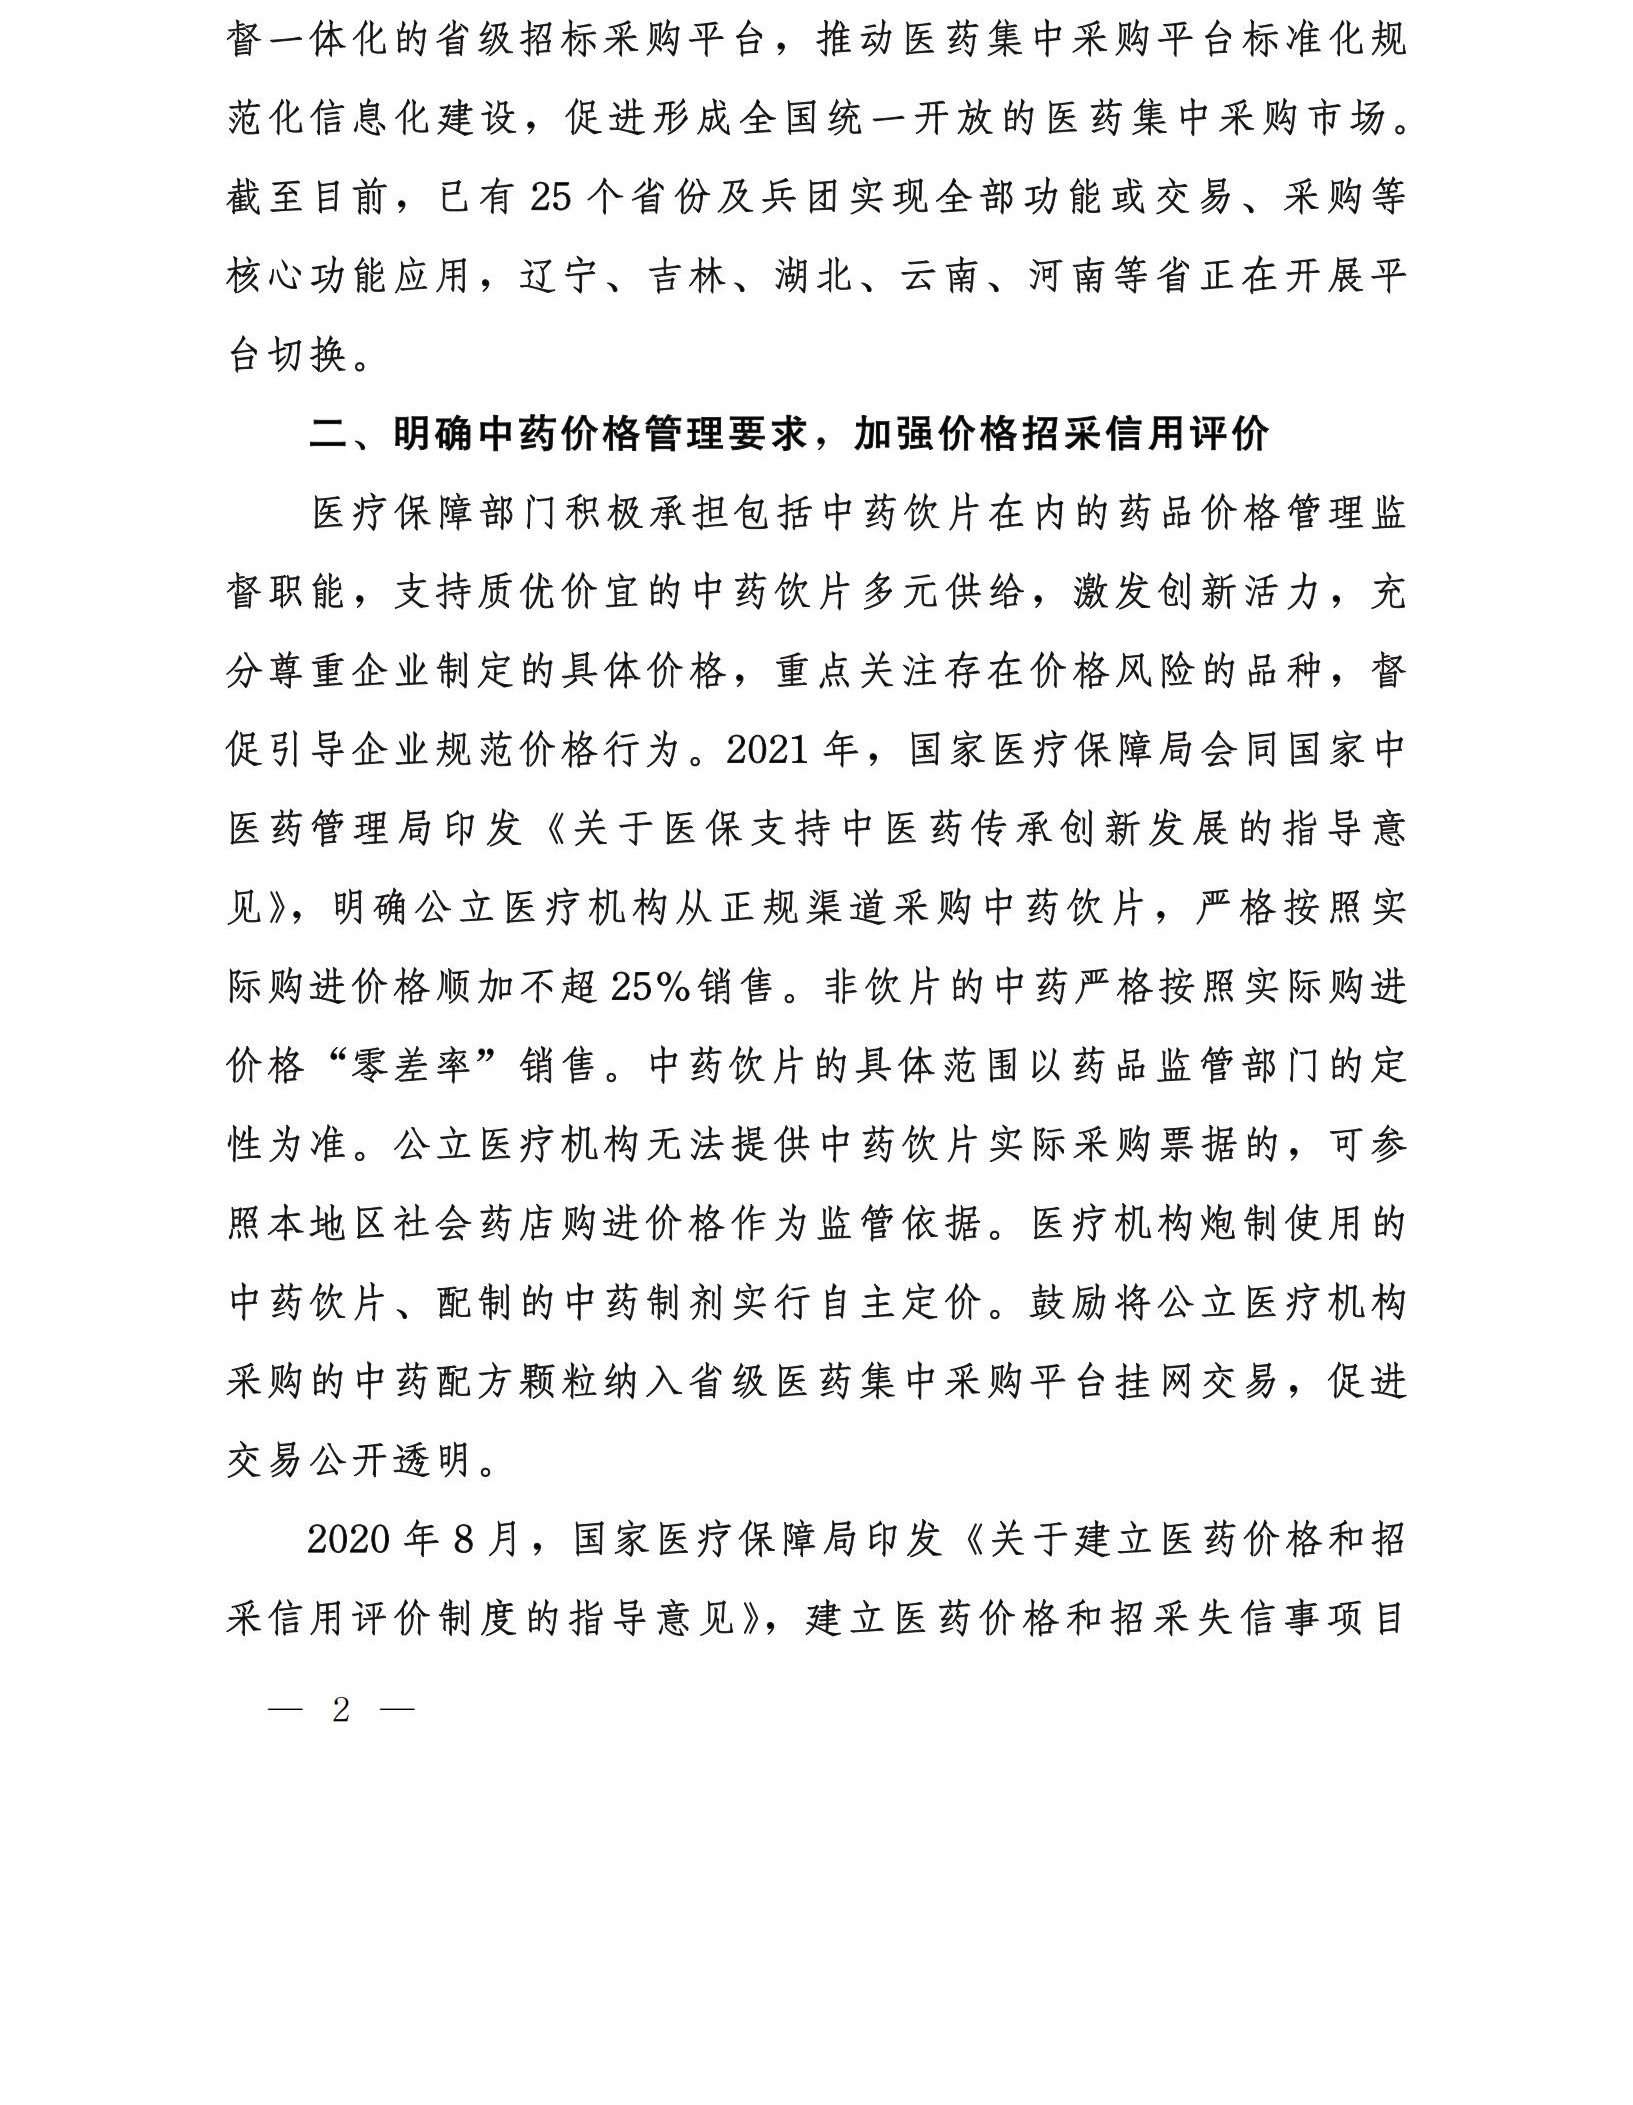 督一体化的省级招标采购平台，推动医药集中采购平台标准化规
范化信息化建设，促进形成全国统一开放的医药集中采购市场。
截至目前，已有 25 个省份及兵团实现全部功能或交易、采购等
核心功能应用，辽宁、吉林、湖北、云南、河南等省正在开展平
台切换。
二、明确中药价格管理要求，加强价格招采信用评价
医疗保障部门积极承担包括中药饮片在内的药品价格管理监
督职能，支持质优价宜的中药饮片多元供给，激发创新活力，充
分尊重企业制定的具体价格，重点关注存在价格风险的品种，督
促引导企业规范价格行为。2021 年，国家医疗保障局会同国家中
医药管理局印发《关于医保支持中医药传承创新发展的指导意
见》，明确公立医疗机构从正规渠道采购中药饮片，严格按照实
际购进价格顺加不超 25%销售。非饮片的中药严格按照实际购进
价格“零差率”销售。中药饮片的具体范围以药品监管部门的定
性为准。公立医疗机构无法提供中药饮片实际采购票据的，可参
照本地区社会药店购进价格作为监管依据。医疗机构炮制使用的
中药饮片、配制的中药制剂实行自主定价。鼓励将公立医疗机构
采购的中药配方颗粒纳入省级医药集中采购平台挂网交易，促进
交易公开透明。
2020 年 8 月，国家医疗保障局印发《关于建立医药价格和招
采信用评价制度的指导意见》，建立医药价格和招采失信事项目
— 2 —